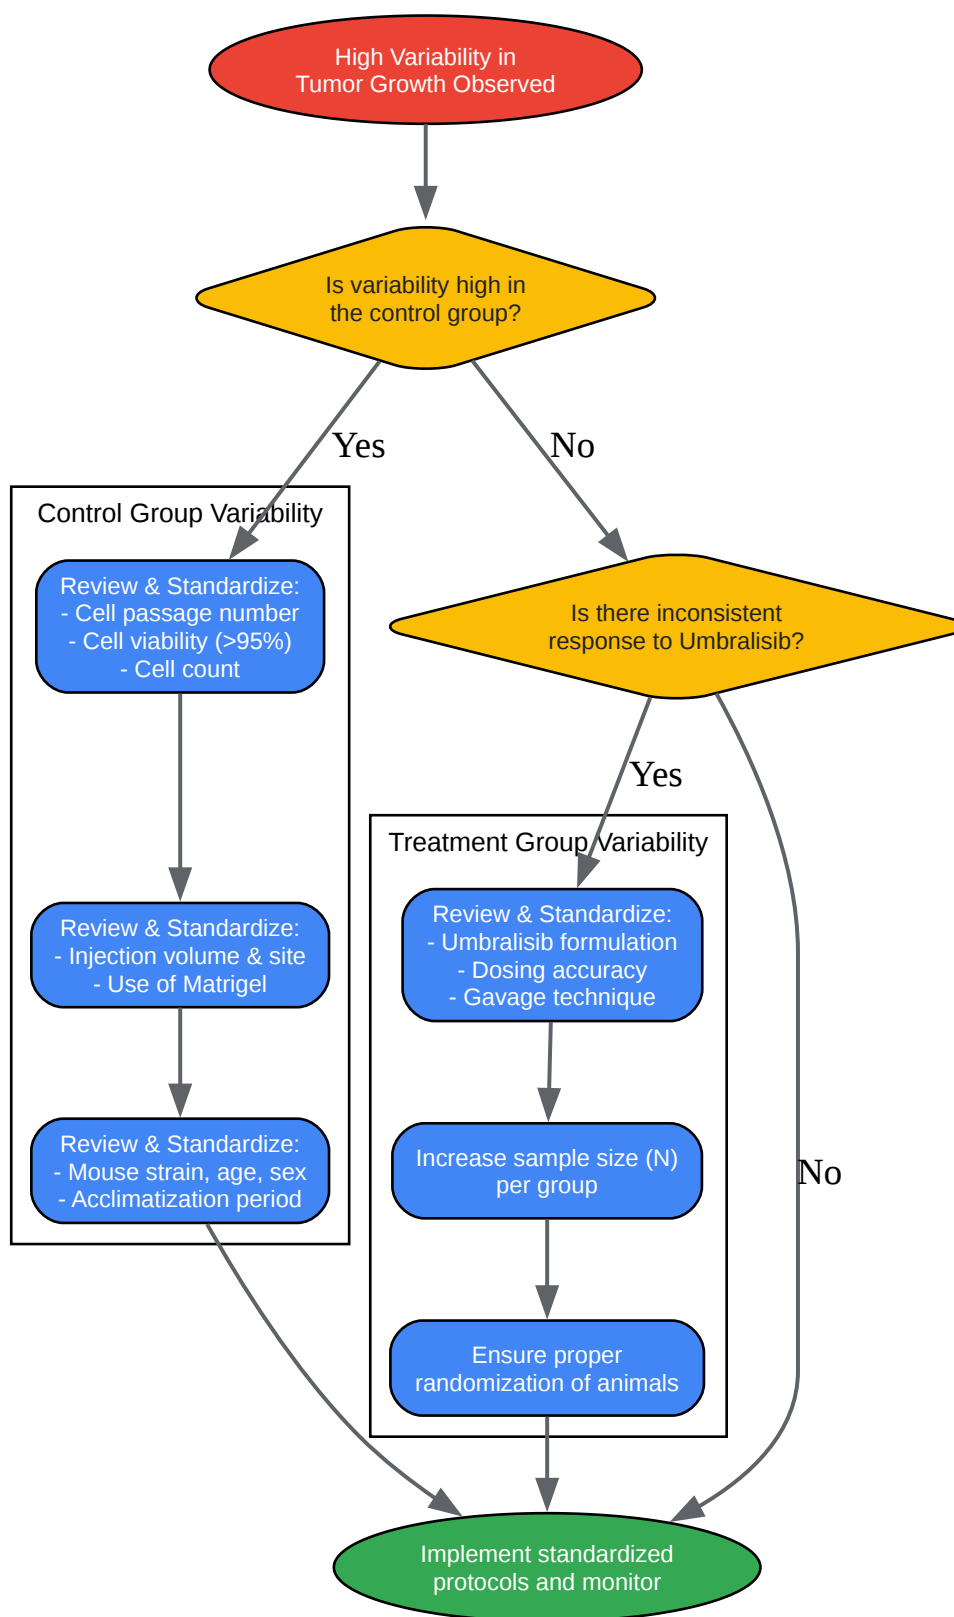 High Variability in
Tumor Growth Observed
Is variability high in
the control group?
Yes
No
Control Group Variability
Review & Standardize:
- Cell passage number
- Cell viability (>95%)
- Cell count
Is there inconsistent
response to Umbralisib?
Yes
Treatment Group Variability
Review & Standardize:
- Umbralisib formulation
- Dosing accuracy
- Gavage technique
Review & Standardize:
- Injection volume & site
- Use of Matrigel
Review & Standardize:
- Mouse strain, age, sex
- Acclimatization period
Increase sample size (N)
per group
No
Ensure proper
randomization of animals
Implement standardized
protocols and monitor